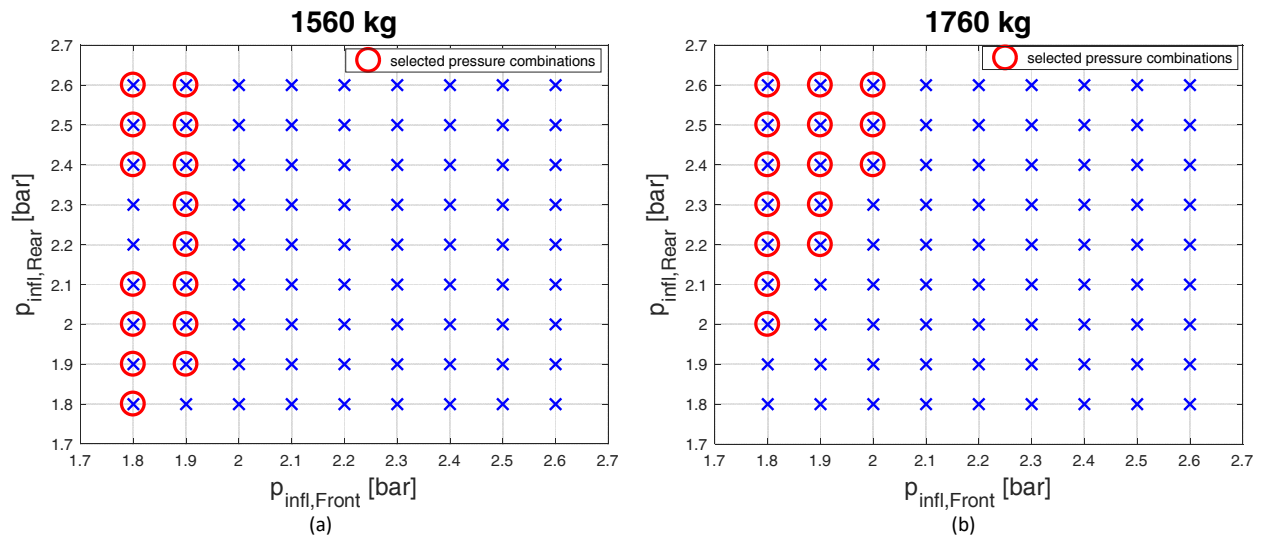 1560 kg
selected pressure combinations
2.7
2.6
2.5
2.4
2.3
2.2
2.1
2
1.9
1.8
1.7
p_infl,Rear [bar]
1.7 1.8 1.9 2 2.1 2.2 2.3 2.4 2.5 2.6 2.7
p_infl,Front [bar]
(a)
1760 kg
selected pressure combinations
2.7
2.6
2.5
2.4
2.3
2.2
2.1
2
1.9
1.8
1.7
p_infl,Rear [bar]
1.7 1.8 1.9 2 2.1 2.2 2.3 2.4 2.5 2.6 2.7
p_infl,Front [bar]
(b)